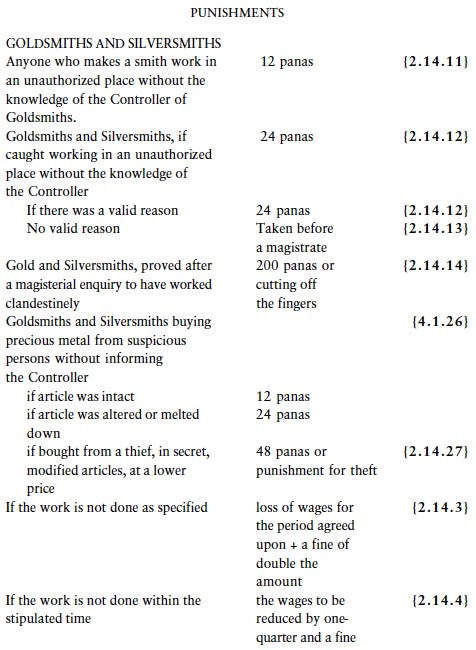 PUNISHMENTS
GOLDSMITHS AND SILVERSMITHS
Anyone who makes a smith work in 12 panas {2.14.11}
an unauthorized place without the
knowledge of the Controller of
Goldsmiths.
Goldsmiths and Silversmiths, if 24 panas {2.14.12}
caught working in an unauthorized
place without the knowledge of
the Controller
If there was a valid reason 24 panas {2.14.12}
No valid reason Taken before {2.14.13}
a magistrate
Gold and Silversmiths, proved after 200 panas or {2.14.14}
a magisterial enquiry to have worked cutting off
clandestinely the fingers
Goldsmiths and Silversmiths buying {4.1.26}
precious metal from suspicious
persons without informing
the Controller
if article was intact 12 panas
if article was altered or melted 24 panas
down
if bought from a thief, in secret, 48 panas or {2.14.27}
modified articles, at a lower punishment for theft
price
If the work is not done as specified loss of wages for {2.14.3}
the period agreed
upon + a fine of
double the
amount
If the work is not done within the the wages to be {2.14.4}
stipulated time reduced by one-
quarter and a fine